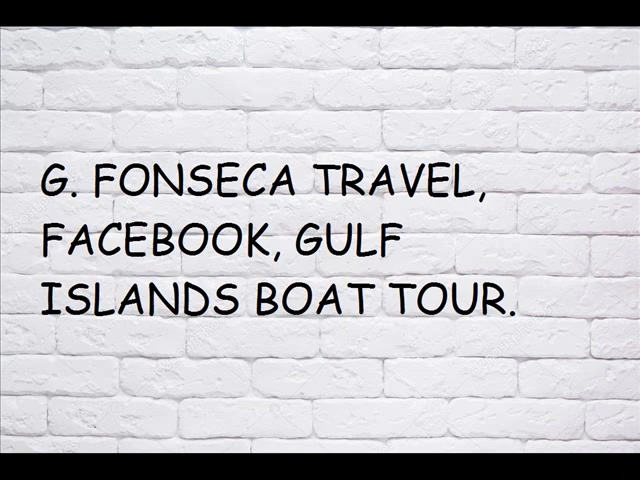 G. FONSECA TRAVEL,
FACEBOOK, GULF
ISLANDS BOAT TOUR.